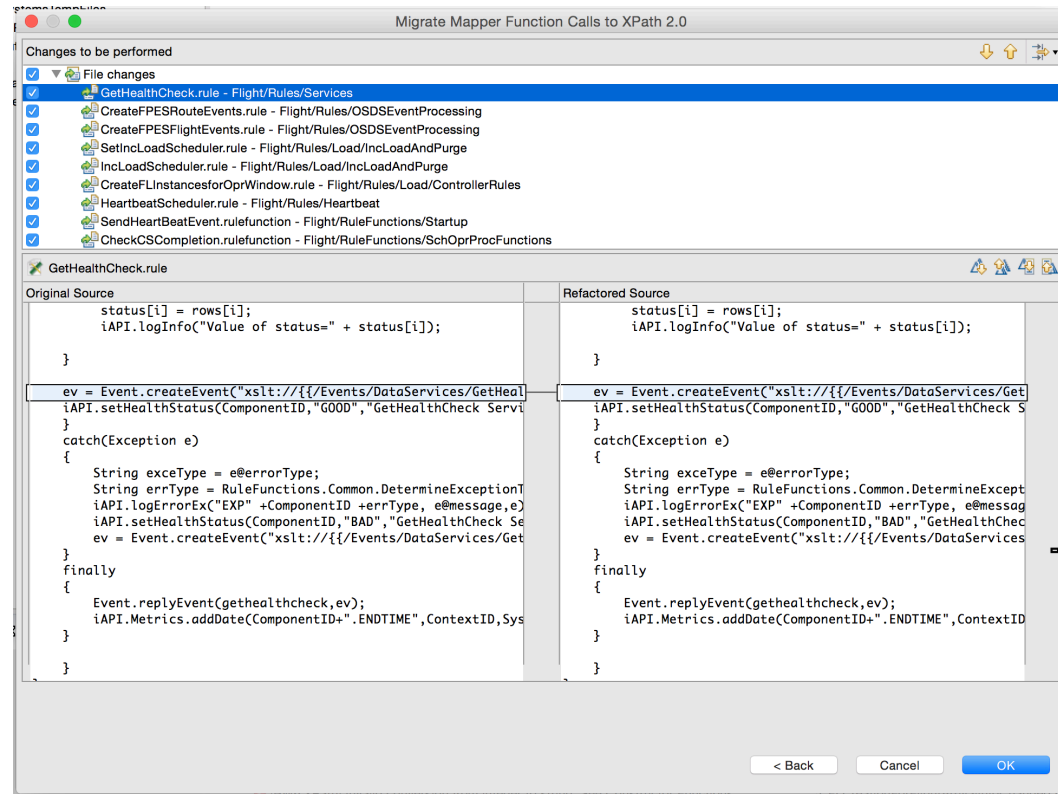 Migrate Mapper Function Calls to XPath 2.0
Changes to be performed
File changes
GetHealthCheck.rule - Flight/Rules/Services
CreateFPESRouteEvents.rule - Flight/Rules/OSDSEventProcessing
CreateFPESFlightEvents.rule - Flight/Rules/OSDSEventProcessing
SetIncLoadScheduler.rule - Flight/Rules/Load/IncLoadAndPurge
IncLoadScheduler.rule - Flight/Rules/Load/IncLoadAndPurge
CreateFLInstancesforOprWindow.rule - Flight/Rules/Load/ControllerRules
HeartbeatScheduler.rule - Flight/Rules/Heartbeat
SendHeartBeatEvent.rulefunction - Flight/RuleFunctions/Startup
CheckCSCompletion.rulefunction - Flight/RuleFunctions/SchOprProcFunctions
GetHealthCheck.rule
Original Source
status[i] = rows[i];
iAPI.logInfo("Value of status=" + status[i]);
}
ev = Event.createEvent("xslt://{{/Events/DataServices/GetHeal
iAPI.setHealthStatus(ComponentID,"GOOD","GetHealthCheck Servi
}
catch(Exception e)
{
String exceType = e@errorType;
String errType = RuleFunctions.Common.DetermineExceptionT
iAPI.logErrorEx("EXP" +ComponentID +errType, e@message,e)
iAPI.setHealthStatus(ComponentID,"BAD","GetHealthCheck Se
ev = Event.createEvent("xslt://{{/Events/DataServices/Get
}
finally
{
Event.replyEvent(gethealthcheck,ev);
iAPI.Metrics.addDate(ComponentID+".ENDTIME",ContextID,Sys
}
}
Refactored Source
status[i] = rows[i];
iAPI.logInfo("Value of status=" + status[i]);
}
ev = Event.createEvent("xslt://{{/Events/DataServices/Get
iAPI.setHealthStatus(ComponentID,"GOOD","GetHealthCheck S
}
catch(Exception e)
{
String exceType = e@errorType;
String errType = RuleFunctions.Common.DetermineExcept
iAPI.logErrorEx("EXP" +ComponentID +errType, e@messag
iAPI.setHealthStatus(ComponentID,"BAD","GetHealthChec
ev = Event.createEvent("xslt://{{/Events/DataServices
}
finally
{
Event.replyEvent(gethealthcheck,ev);
iAPI.Metrics.addDate(ComponentID+".ENDTIME",ContextID
}
}
< Back
Cancel
OK